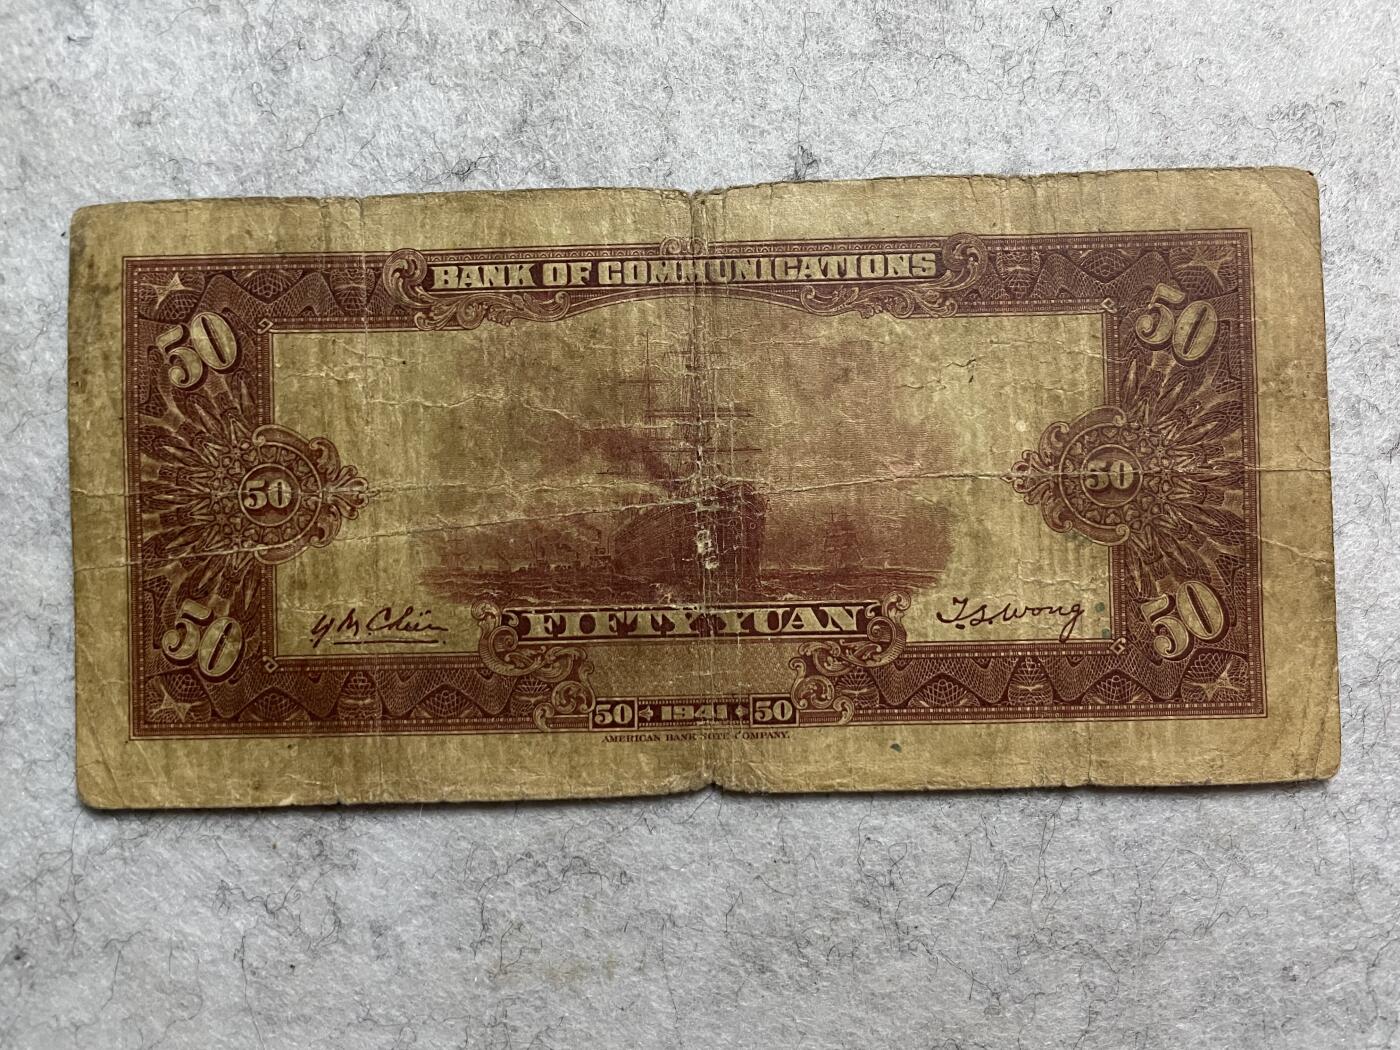 BANK OF COMMUNICATIONS
50 50
50 50
Y M Chien FIFTY YUAN T.S. Wong
50 50
50 1941 50
AMERICAN BANK NOTE COMPANY.